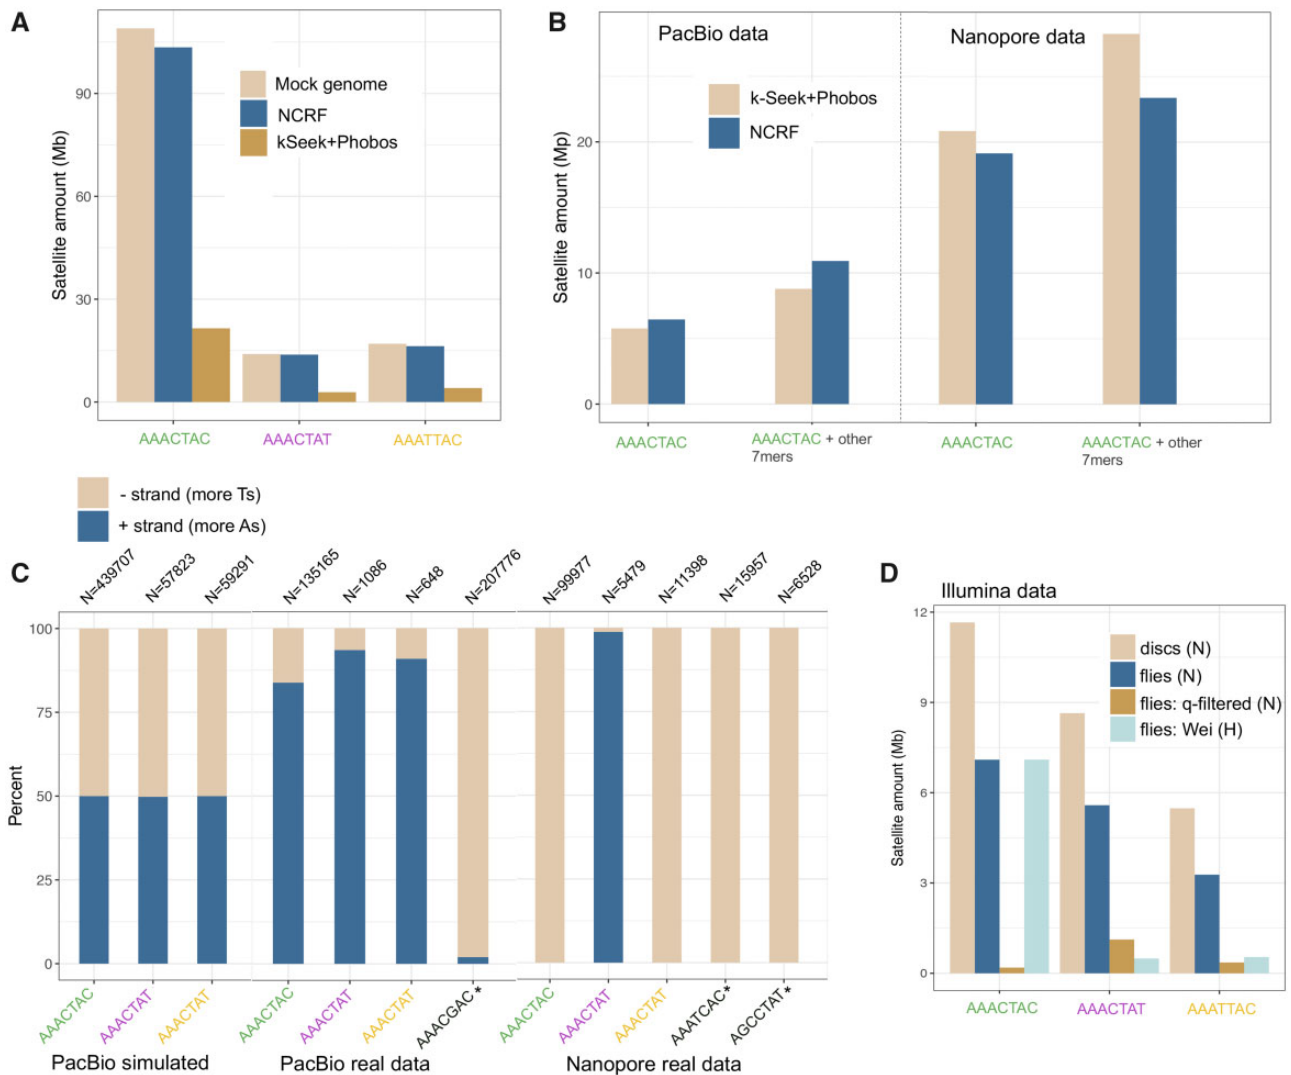 A
Mock genome
NCRF
kSeek+Phobos
Satellite amount (Mb)
90
60
30
0
AAACTAC
AAACTAT
AAATTAC
B
PacBio data
Nanopore data
k-Seek+Phobos
NCRF
Satellite amount (Mp)
20
10
0
AAACTAC
AAACTAC + other
7mers
AAACTAC
AAACTAC + other
7mers
- strand (more Ts)
+ strand (more As)
C
N=439707
N=57823
N=59291
N=135165
N=1086
N=648
N=207776
N=99977
N=5479
N=11398
N=15957
N=6528
Percent
100
75
50
25
0
AAACTAC
AAACTAT
AAACTAT
AAACTAC
AAACTAT
AAACTAT
AAACGAC*
AAACTAC
AAACTAT
AAACTAT
AAATCAC*
AGCCTAT*
PacBio simulated
PacBio real data
Nanopore real data
D
Illumina data
discs (N)
flies (N)
flies: q-filtered (N)
flies: Wei (H)
Satellite amount (Mb)
12
9
6
3
0
AAACTAC
AAACTAT
AAATTAC